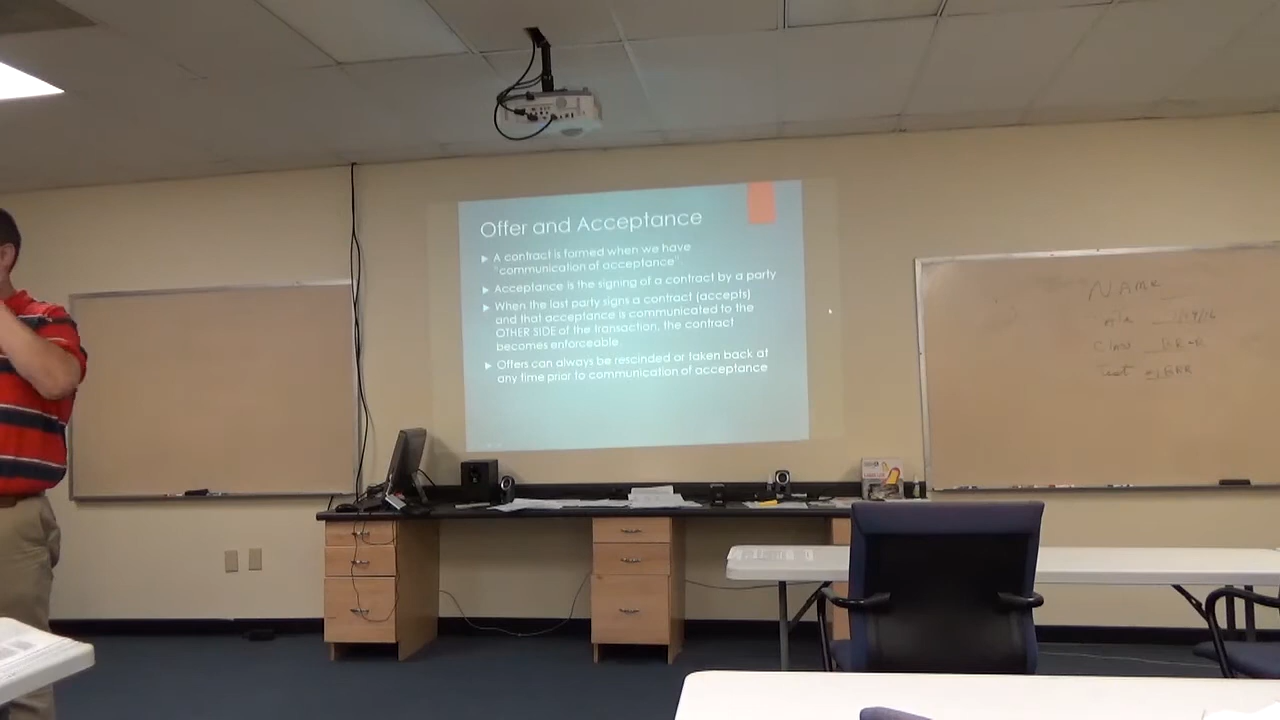 Offer and Acceptance
A contract is formed when we have
"communication of acceptance"
Acceptance is the signing of a contract by a party
When the last party signs a contract (accepts)
and that acceptance is communicated to the
OTHER SIDE of the transaction, the contract
becomes enforceable
Offers can always be rescinded or taken back at
any time prior to communication of acceptance
NAME
Class
Test